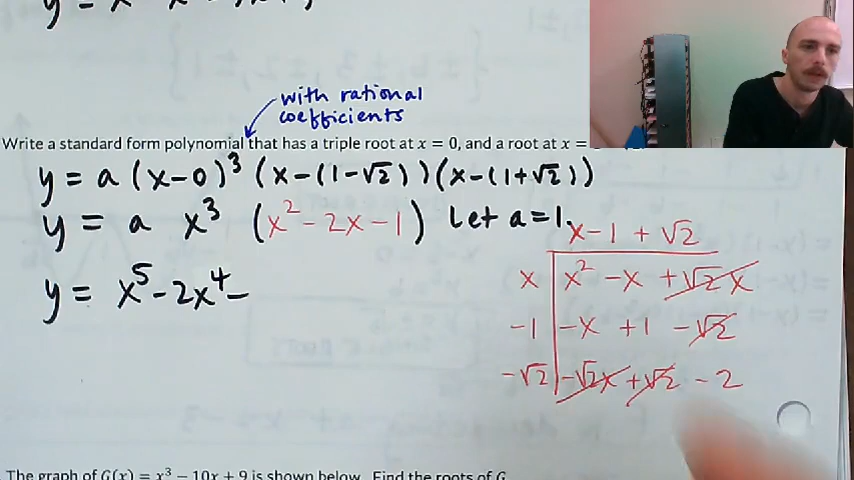 with rational
coefficients
Write a standard form polynomial that has a triple root at x = 0, and a root at x =
y = a (x-0)³ (x-(1-√2))(x-(1+√2))
y = a x³ (x²-2x-1) Let a=1.
y = x⁵-2x⁴-
x-1+√2
x x² -x +√2x
-1 -x +1 -√2
-√2 -√2x +√2 -2
The graph of G(x) = x³ − 10x + 9 is shown below. Find the roots of G